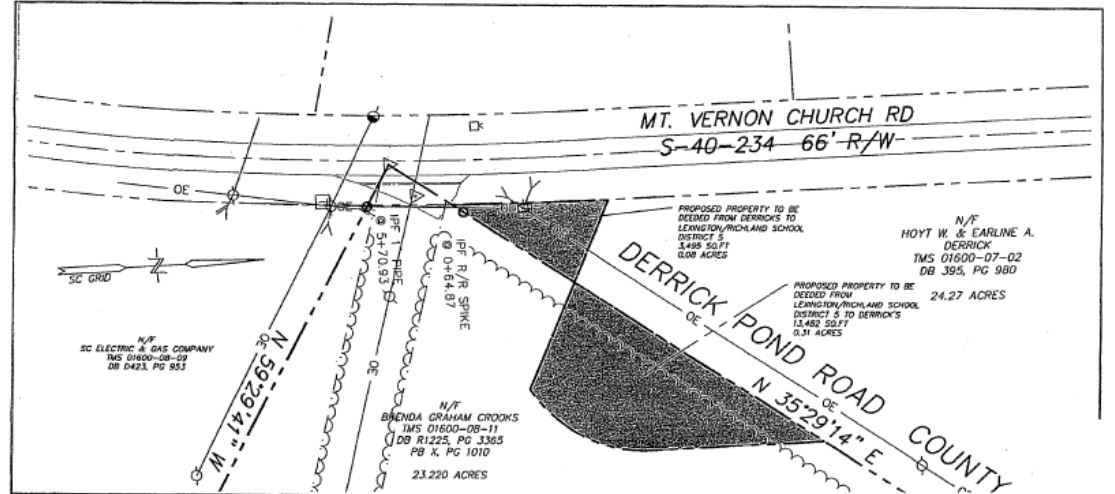 MT. VERNON CHURCH RD
S-40-234 66' R/W
OE
OE
PROPOSED PROPERTY TO BE
DEEDED FROM DERRICKS TO
LEXINGTON/RICHLAND SCHOOL
DISTRICT 5
3,495 SQ.FT
0.08 ACRES
N/F
HOYT W. & EARLINE A.
DERRICK
TMS 01600-07-02
DB 395, PG 980
24.27 ACRES
IPF 1" PIPE
@ 5+70.93
IPF R/R SPIKE
@ 0+64.87
SC GRID
DERRICK POND ROAD
COUNTY
OE
OE
OE
PROPOSED PROPERTY TO BE
DEEDED FROM
LEXINGTON/RICHLAND SCHOOL
DISTRICT 5 TO DERRICK'S
13,482 SQ.FT
0.31 ACRES
N/F
SC ELECTRIC & GAS COMPANY
TMS 01600-08-09
DB D423, PG 953
OE
N 59°29'41" W
OE
N 35°29'14" E
N/F
BRENDA GRAHAM CROOKS
TMS 01600-08-11
DB R1225, PG 3365
PB X, PG 1010
23.220 ACRES